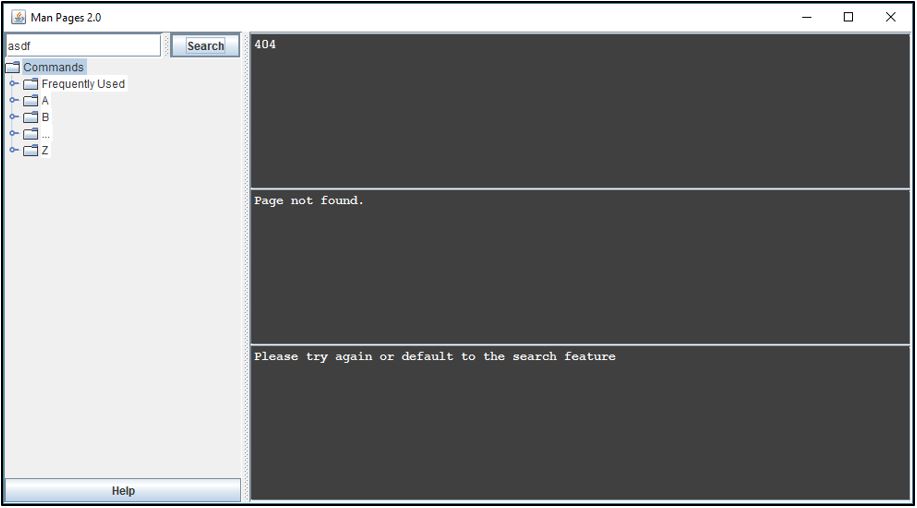 Man Pages 2.0
asdf
Search
Commands
Frequently Used
A
B
...
Z
Help
404
Page not found.
Please try again or default to the search feature